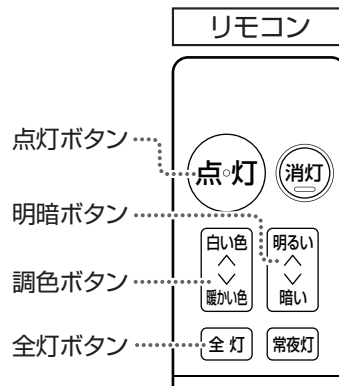 リモコン
点灯ボタン
点灯
消灯
明暗ボタン
白い色
明るい
調色ボタン
暖かい色
暗い
全灯ボタン
全灯
常夜灯